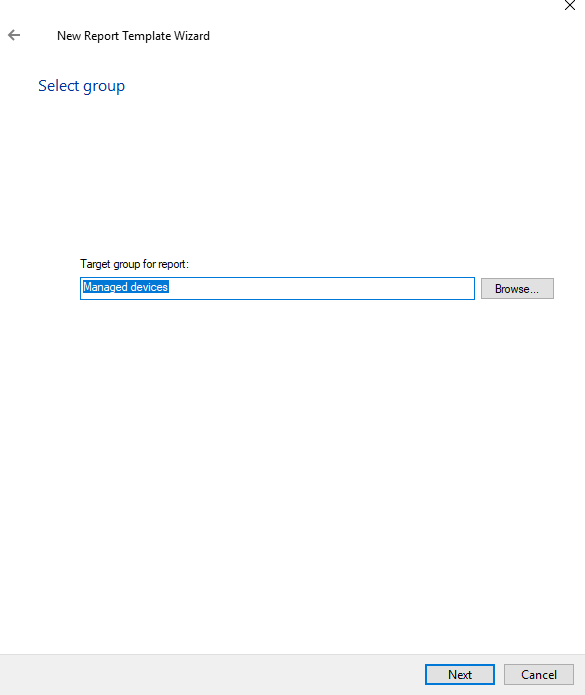 New Report Template Wizard
Select group
Target group for report:
Managed devices
Browse...
Next
Cancel